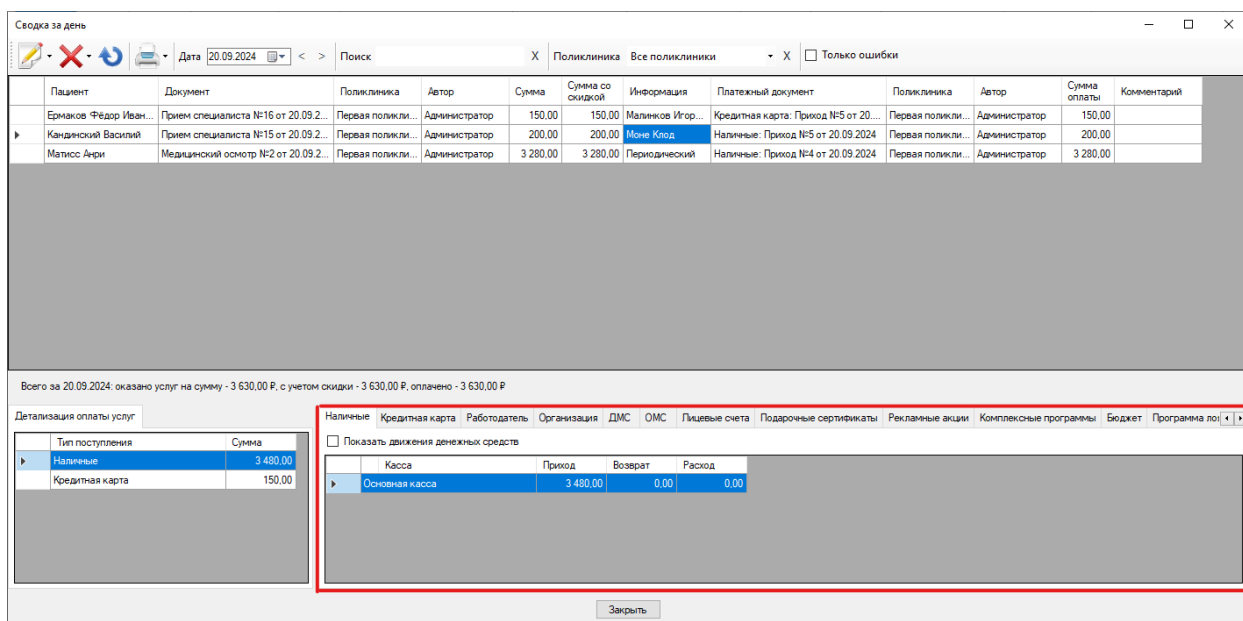 Сводка за день
Дата 20.09.2024 < > Поиск X Поликлиника Все поликлиники X Только ошибки
Пациент Документ Поликлиника Автор Сумма Сумма со скидкой Информация Платежный документ Поликлиника Автор Сумма оплаты Комментарий
Ермаков Фёдор Иван... Прием специалиста №16 от 20.09.2... Первая поликли... Администратор 150,00 150,00 Малинков Игор... Кредитная карта: Приход №5 от 20.... Первая поликли... Администратор 150,00
Кандинский Василий Прием специалиста №15 от 20.09.2... Первая поликли... Администратор 200,00 200,00 Моне Клод Наличные: Приход №5 от 20.09.2024 Первая поликли... Администратор 200,00
Матисс Анри Медицинский осмотр №2 от 20.09.2... Первая поликли... Администратор 3 280,00 3 280,00 Периодический Наличные: Приход №4 от 20.09.2024 Первая поликли... Администратор 3 280,00
Всего за 20.09.2024: оказано услуг на сумму - 3 630,00 ₽, с учетом скидки - 3 630,00 ₽, оплачено - 3 630,00 ₽
Детализация оплаты услуг
Тип поступления Сумма
Наличные 3 480,00
Кредитная карта 150,00
Наличные Кредитная карта Работодатель Организация ДМС ОМС Лицевые счета Подарочные сертификаты Рекламные акции Комплексные программы Бюджет Программа
Показать движения денежных средств
Касса Приход Возврат Расход
Основная касса 3 480,00 0,00 0,00
Закрыть